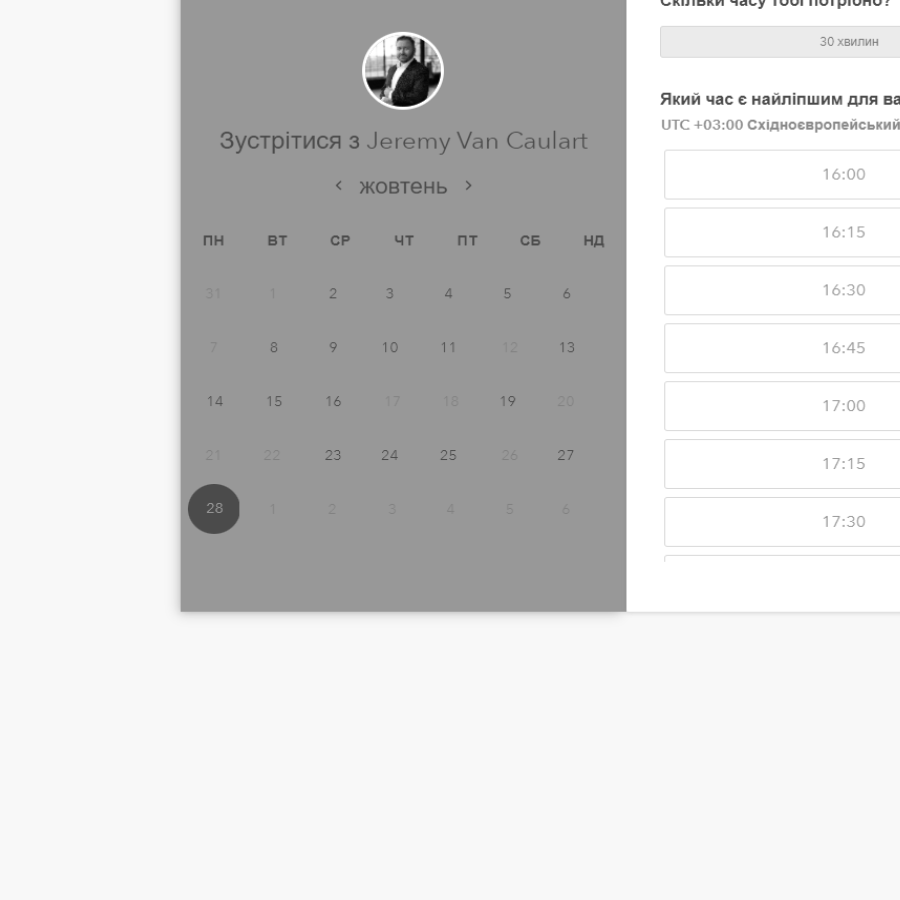 Зустрітися з Jeremy Van Caulart
‹ жовтень ›
ПН ВТ СР ЧТ ПТ СБ НД
31 1 2 3 4 5 6
7 8 9 10 11 12 13
14 15 16 17 18 19 20
21 22 23 24 25 26 27
28 1 2 3 4 5 6
Скільки часу тобі потрібно?
30 хвилин
Який час є найліпшим для ва
UTC +03:00 Східноєвропейський
16:00
16:15
16:30
16:45
17:00
17:15
17:30